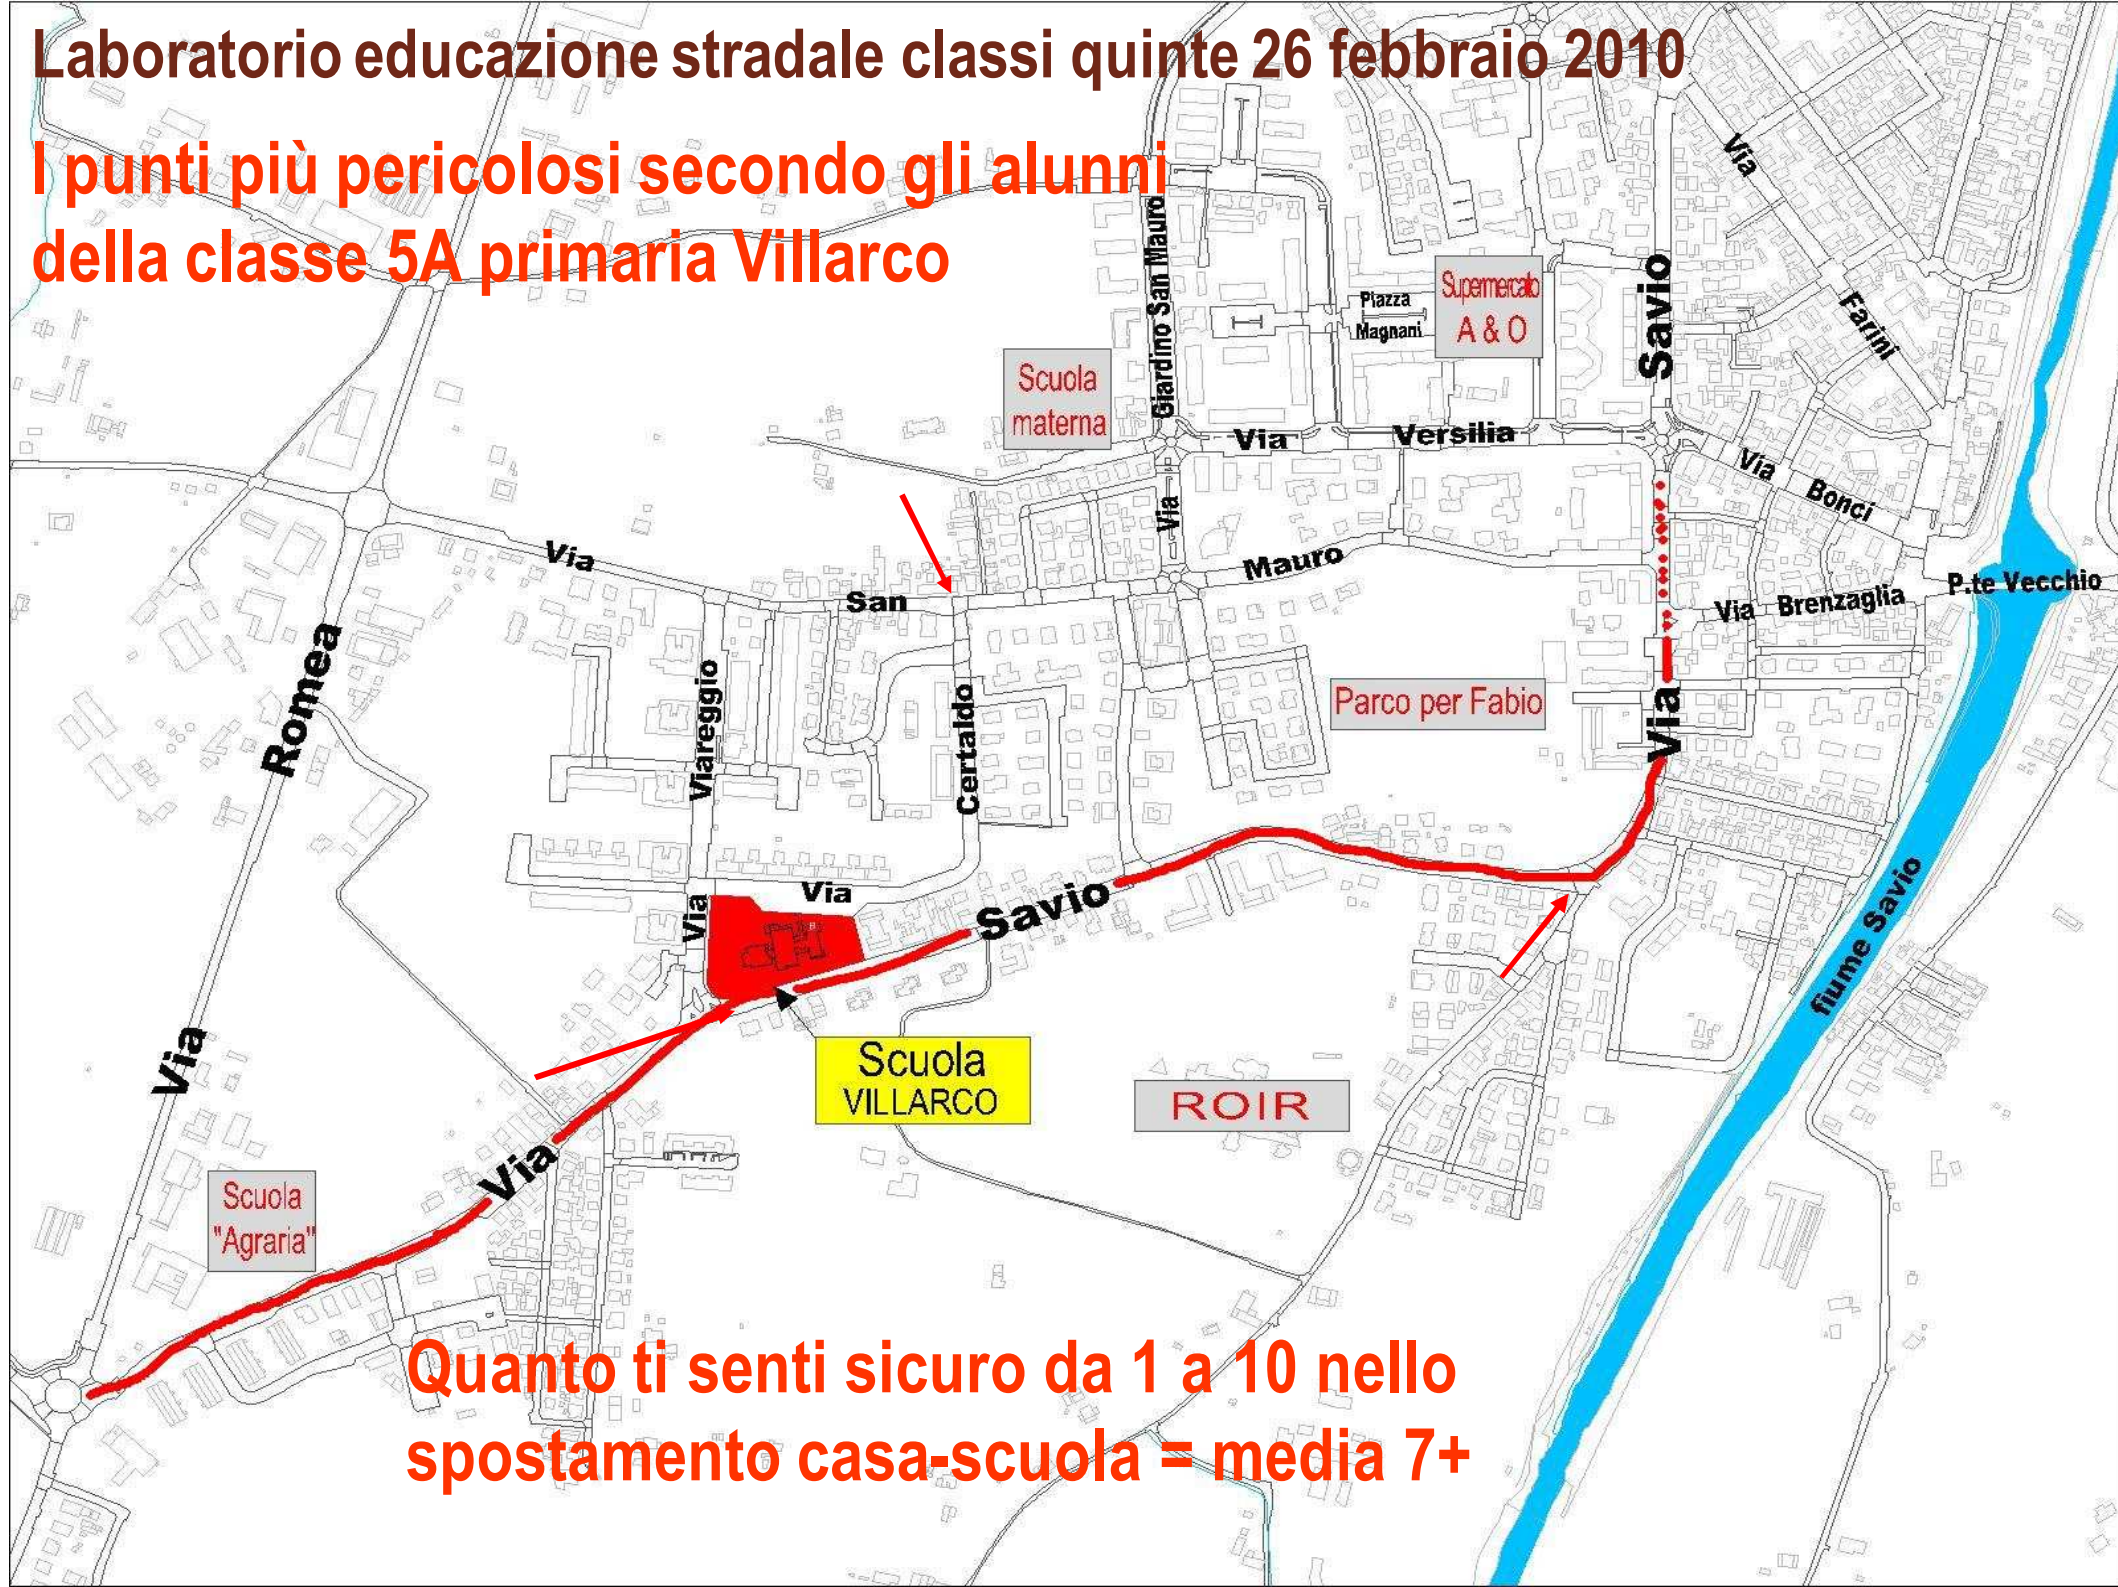 Laboratorio educazione stradale classi quinte 26 febbraio 2010
I punti più pericolosi secondo gli alunni
della classe 5A primaria Villarco
Via
Farini
Savio
Giardino San Mauro
Piazza
Magnani
Supermercato
A & O
Scuola
materna
Via Versilia
Via Bonci
Via
Via
San
Mauro
Via Brenzaglia
P.te Vecchio
Romea
Viareggio
Certaldo
Parco per Fabio
Via
Via
Via
Savio
fiume Savio
Via
Scuola
VILLARCO
ROIR
Via
Scuola
"Agraria"
Quanto ti senti sicuro da 1 a 10 nello
spostamento casa-scuola = media 7+